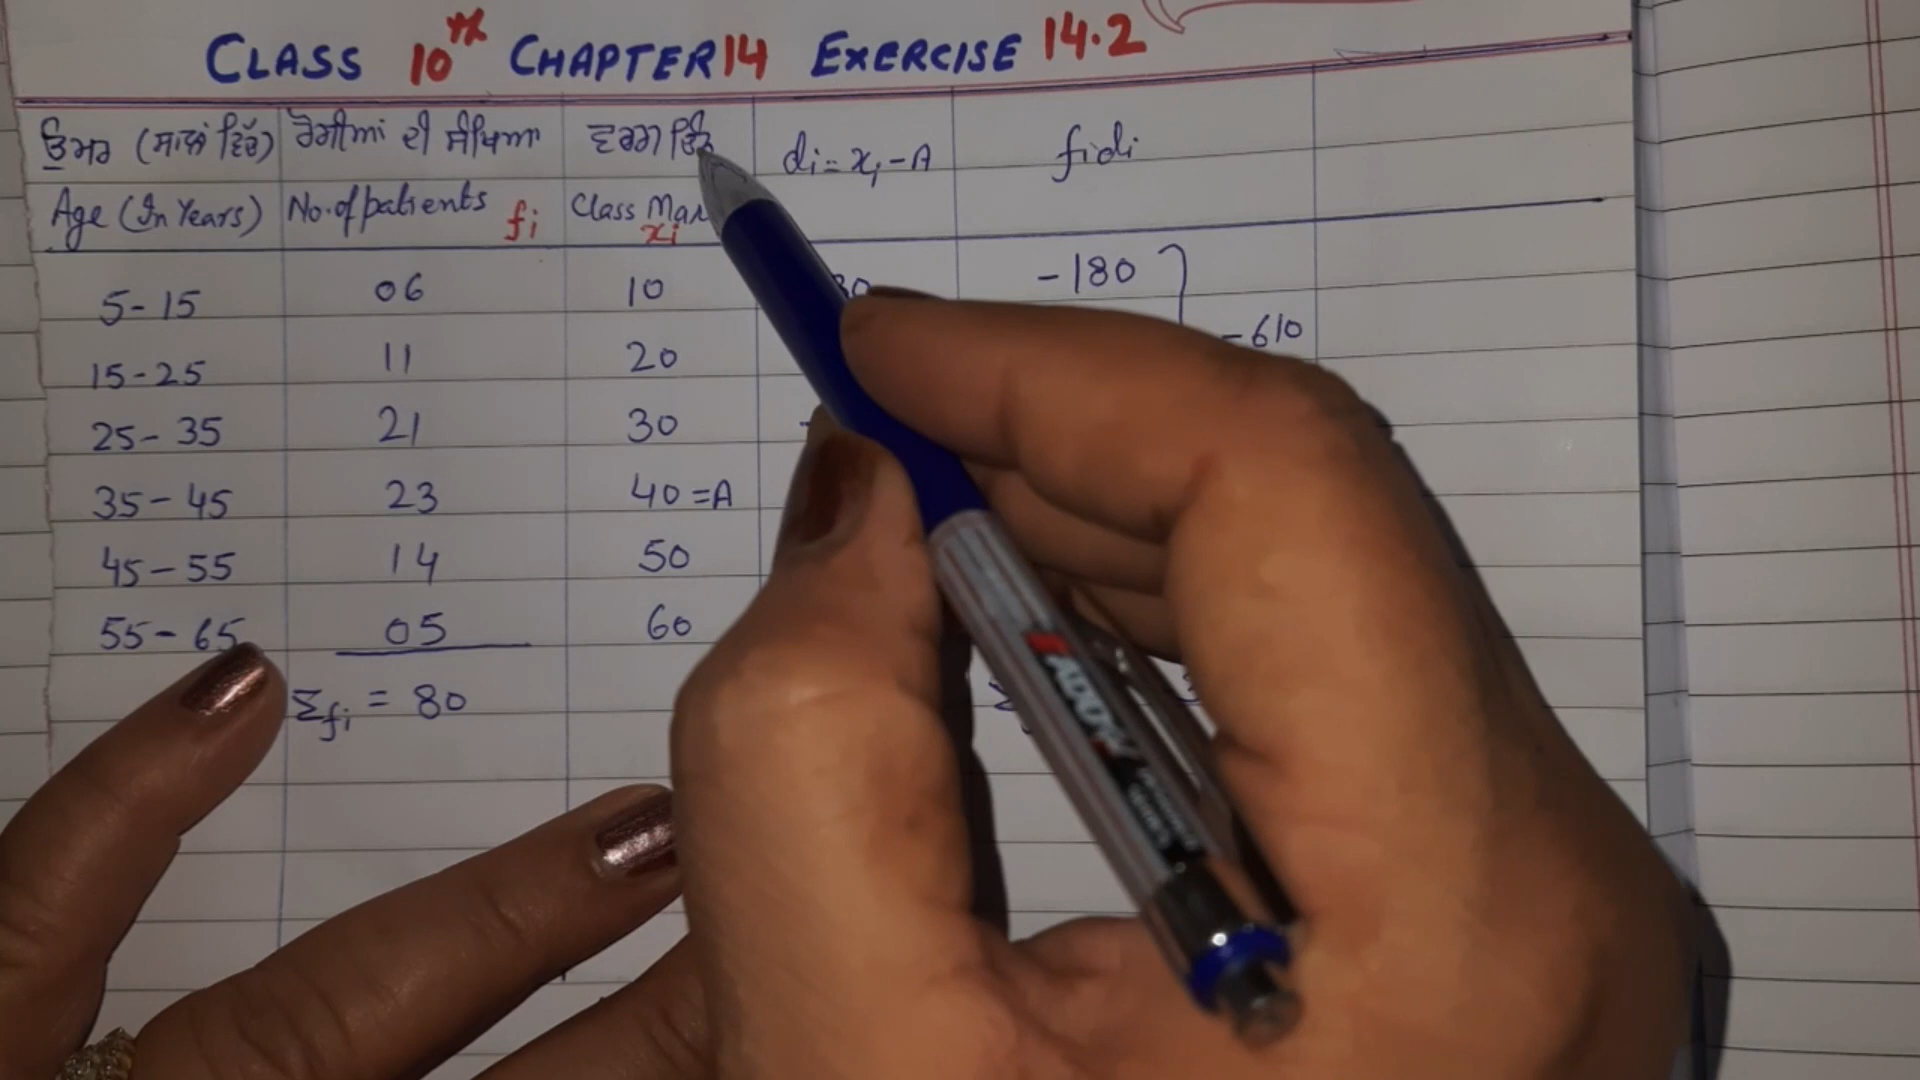 CLASS 10th CHAPTER 14 EXERCISE 14.2
ਉਮਰ (ਸਾਲਾਂ ਵਿੱਚ) ਰੋਗੀਆਂ ਦੀ ਸੰਖਿਆ ਵਰਗ di = xi - A fidi
Age (In Years) No. of patients fi Class
xi
5-15 06 10 -180
-610
15-25 11 20
25-35 21 30
35-45 23 40 = A
45-55 14 50
55-65 05 60
Σfi = 80